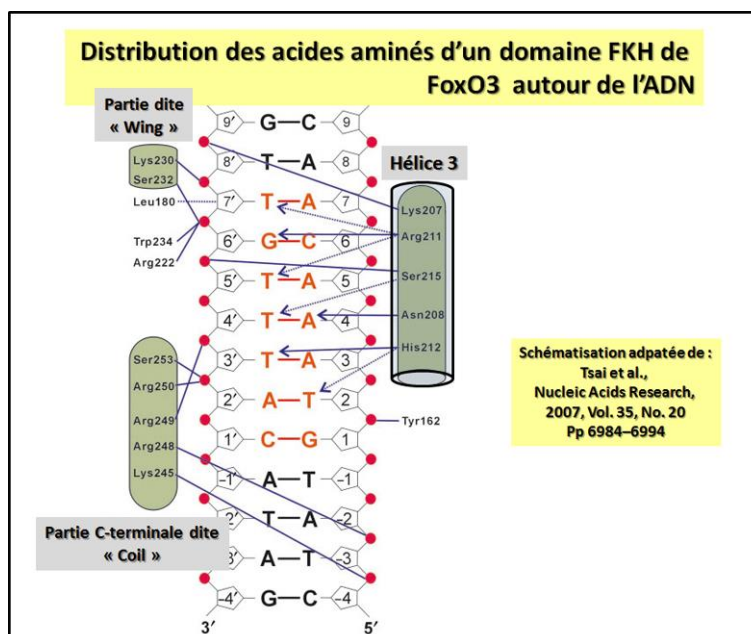 Distribution des acides aminés d'un domaine FKH de
FoxO3 autour de l'ADN
Partie dite
« Wing »
Hélice 3
Lys230
Ser232
Leu180
Trp234
Arg222
Ser253
Arg250
Arg249
Arg248
Lys245
Partie C-terminale dite
« Coil »
9' G C 9
8' T A 8
7' T A 7
6' G C 6
5' T A 5
4' T A 4
3' T A 3
2' A T 2
1' C G 1
-1' A T -1
2' T A -2
3' A T -3
-4' G C -4
3' 5'
Lys207
Arg211
Ser215
Asn208
His212
Tyr162
Schématisation adpatée de :
Tsai et al.,
Nucleic Acids Research,
2007, Vol. 35, No. 20
Pp 6984–6994